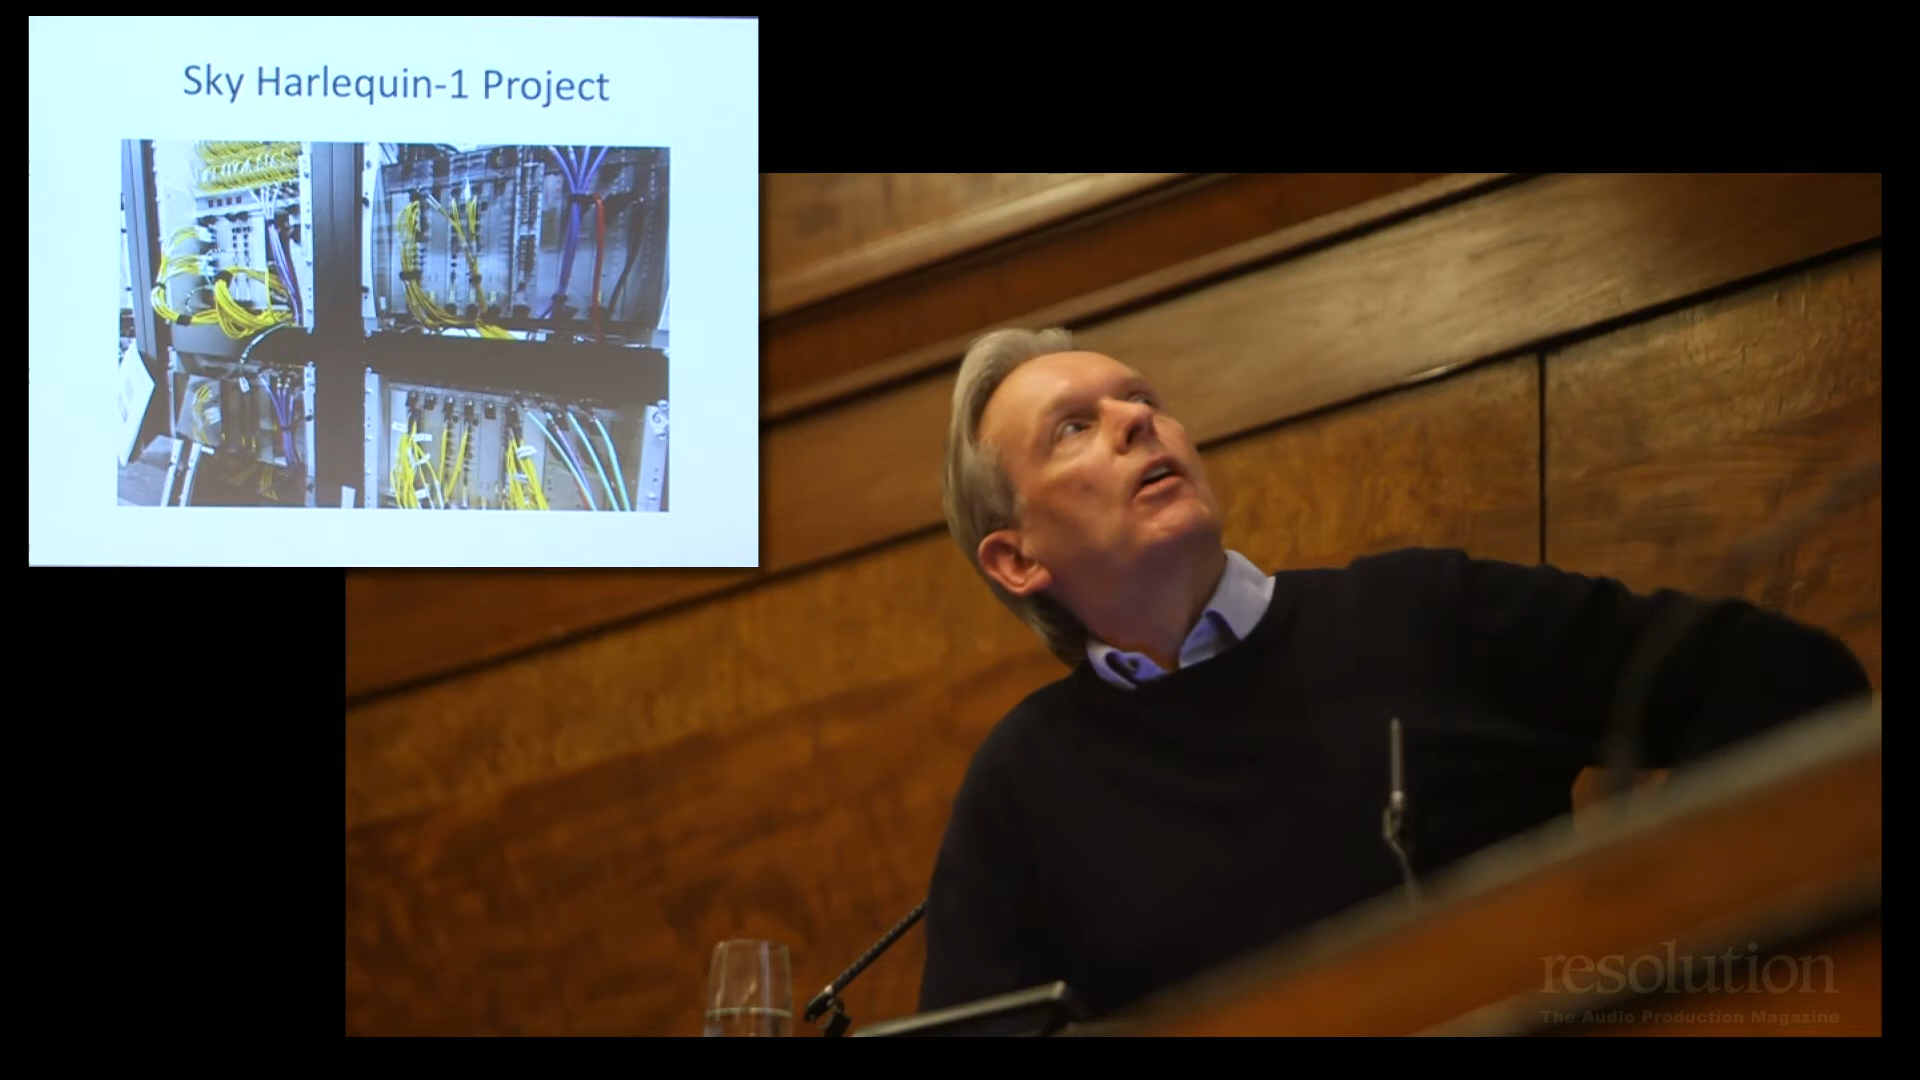 Sky Harlequin-1 Project
resolution
The Audio Production Magazine